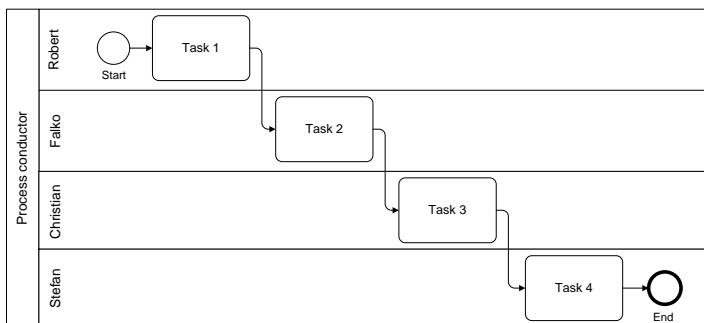 Process conductor
Robert
Start
Task 1
Falko
Task 2
Christian
Task 3
Stefan
Task 4
End